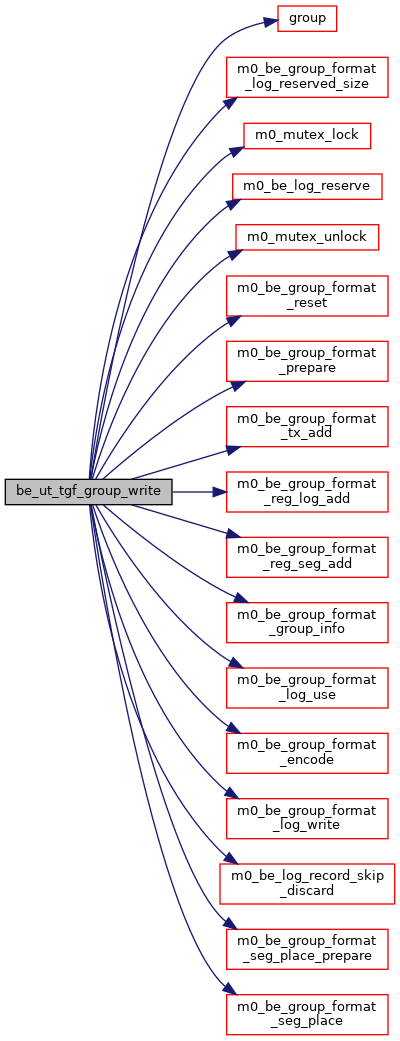 group
m0_be_group_format
_log_reserved_size
m0_mutex_lock
m0_be_log_reserve
m0_mutex_unlock
m0_be_group_format
_reset
m0_be_group_format
_prepare
m0_be_group_format
_tx_add
be_ut_tgf_group_write
m0_be_group_format
_reg_log_add
m0_be_group_format
_reg_seg_add
m0_be_group_format
_group_info
m0_be_group_format
_log_use
m0_be_group_format
_encode
m0_be_group_format
_log_write
m0_be_log_record_skip
_discard
m0_be_group_format
_seg_place_prepare
m0_be_group_format
_seg_place